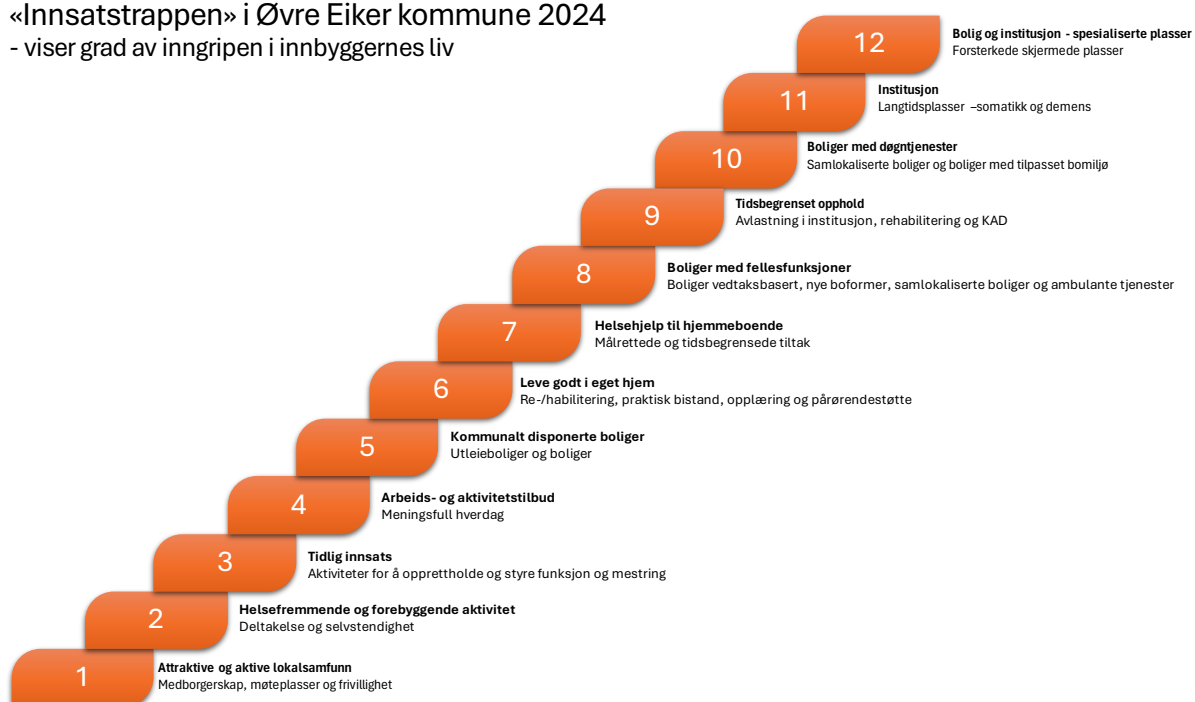 «Innsatstrappen» i Øvre Eiker kommune 2024
- viser grad av inngripen i innbyggernes liv
12
Bolig og institusjon - spesialiserte plasser
Forsterkede skjermede plasser
11
Institusjon
Langtidsplasser –somatikk og demens
10
Boliger med døgntjenester
Samlokaliserte boliger og boliger med tilpasset bomiljø
9
Tidsbegrenset opphold
Avlastning i institusjon, rehabilitering og KAD
8
Boliger med fellesfunksjoner
Boliger vedtaksbasert, nye boformer, samlokaliserte boliger og ambulante tjenester
7
Helsehjelp til hjemmeboende
Målrettede og tidsbegrensede tiltak
6
Leve godt i eget hjem
Re-/habilitering, praktisk bistand, opplæring og pårørendestøtte
5
Kommunalt disponerte boliger
Utleieboliger og boliger
4
Arbeids- og aktivitetstilbud
Meningsfull hverdag
3
Tidlig innsats
Aktiviteter for å opprettholde og styre funksjon og mestring
2
Helsefremmende og forebyggende aktivitet
Deltakelse og selvstendighet
1
Attraktive og aktive lokalsamfunn
Medborgerskap, møteplasser og frivillighet